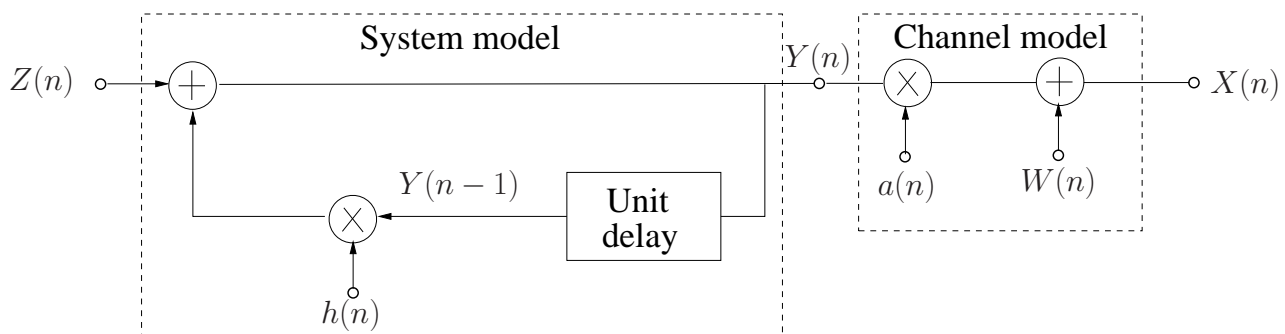 System model
Channel model
Z(n)
Y(n)
X(n)
a(n)
W(n)
Y(n − 1)
Unit
delay
h(n)